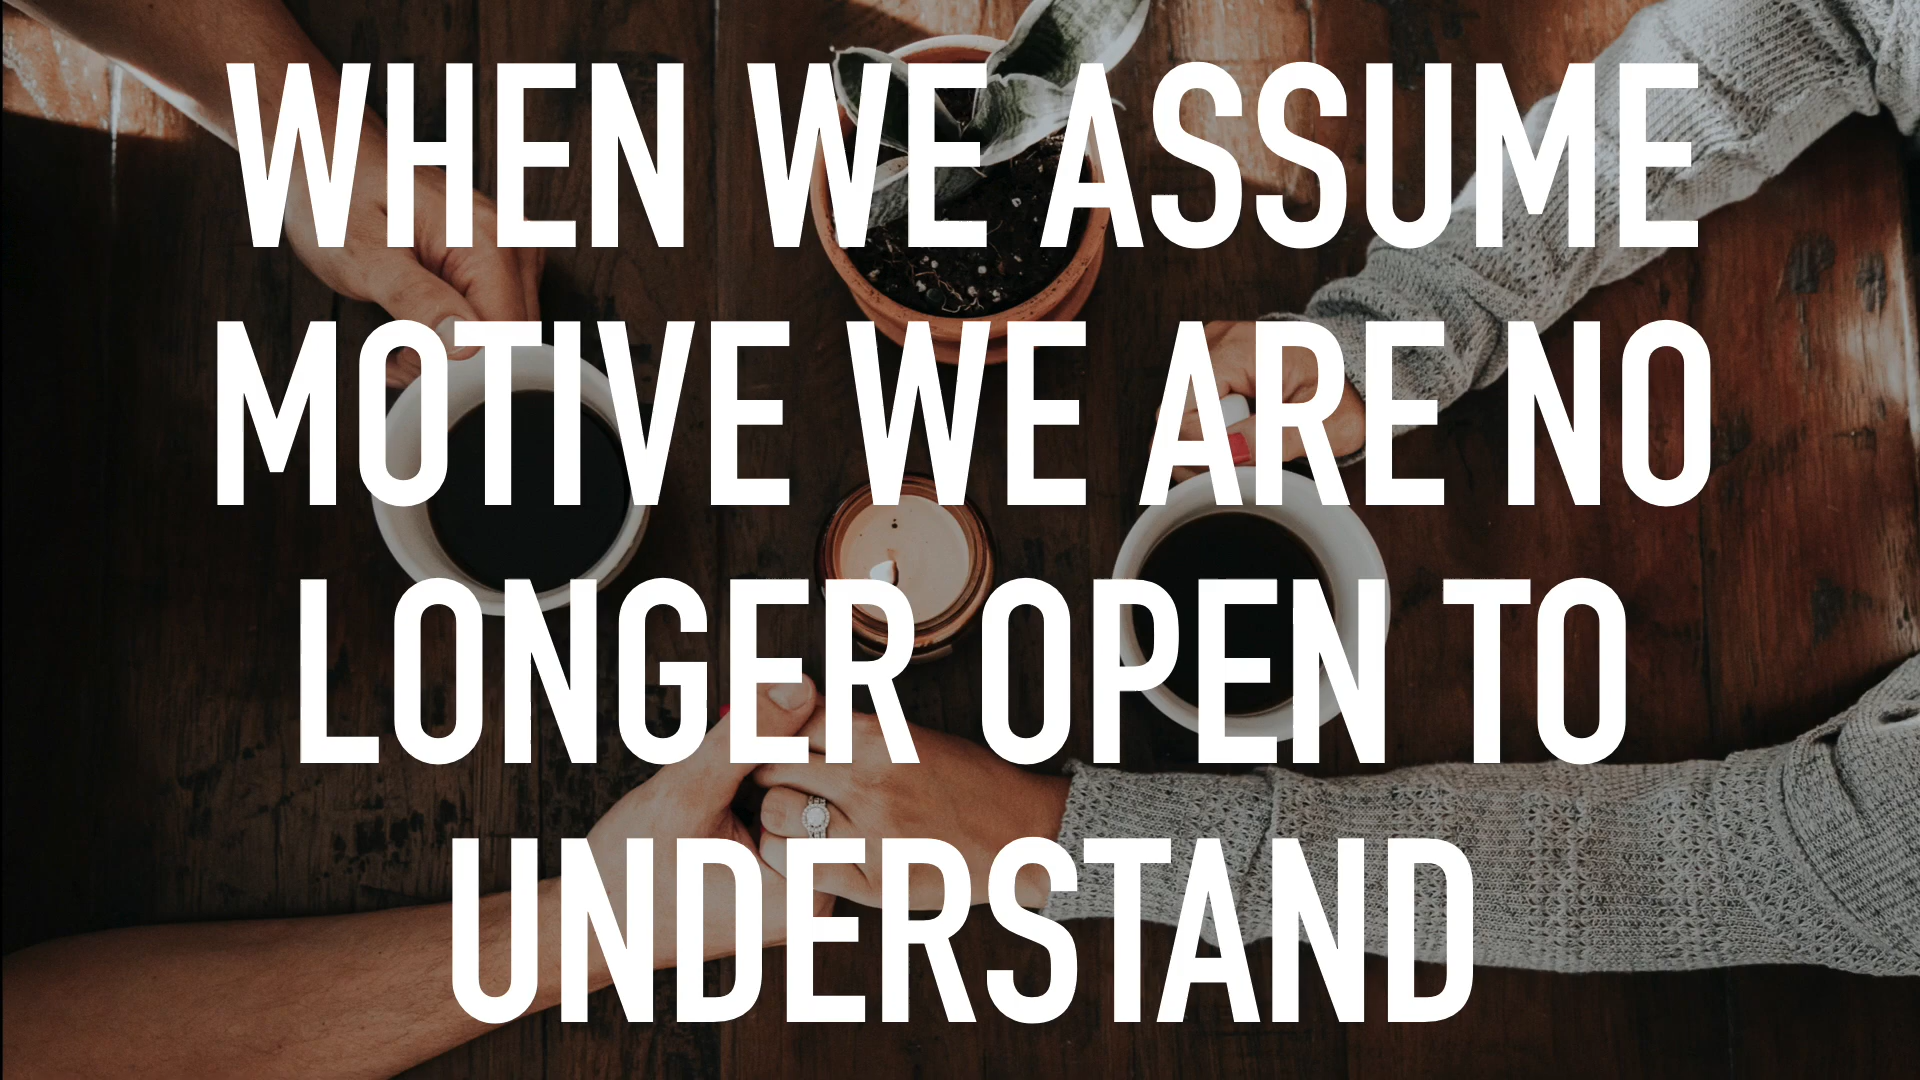 WHEN WE ASSUME
MOTIVE WE ARE NO
LONGER OPEN TO
UNDERSTAND